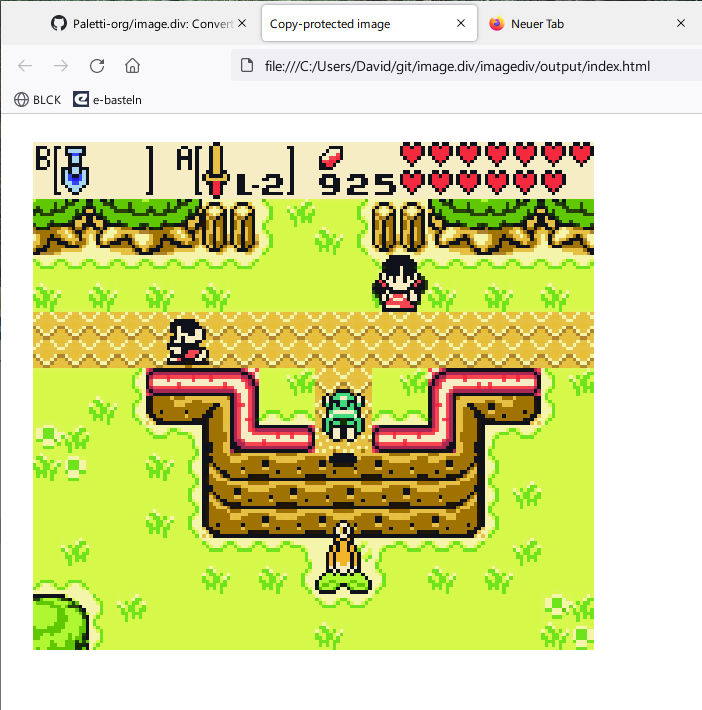 Paletti-org/image.div: Convert
Copy-protected image
Neuer Tab
file:///C:/Users/David/git/image.div/imagediv/output/index.html
BLCK
e-basteln
B[ ] A[ L-2] 925